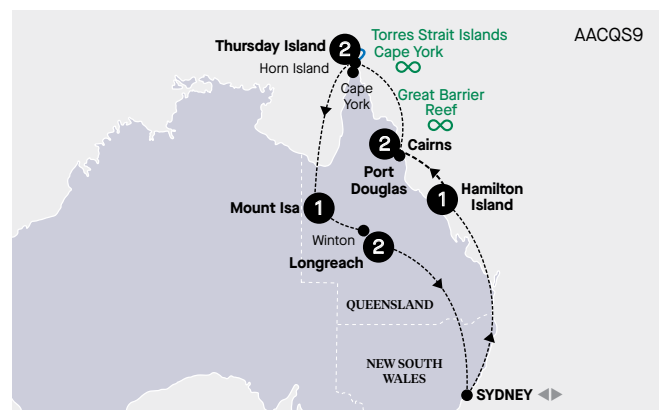 AACQS9
Torres Strait Islands
Cape York
Thursday Island
2
Horn Island
Cape
York
Great Barrier
Reef
2
Cairns
Port
Douglas
1
Hamilton
Island
Mount Isa
1
Winton
2
Longreach
QUEENSLAND
NEW SOUTH
WALES
SYDNEY